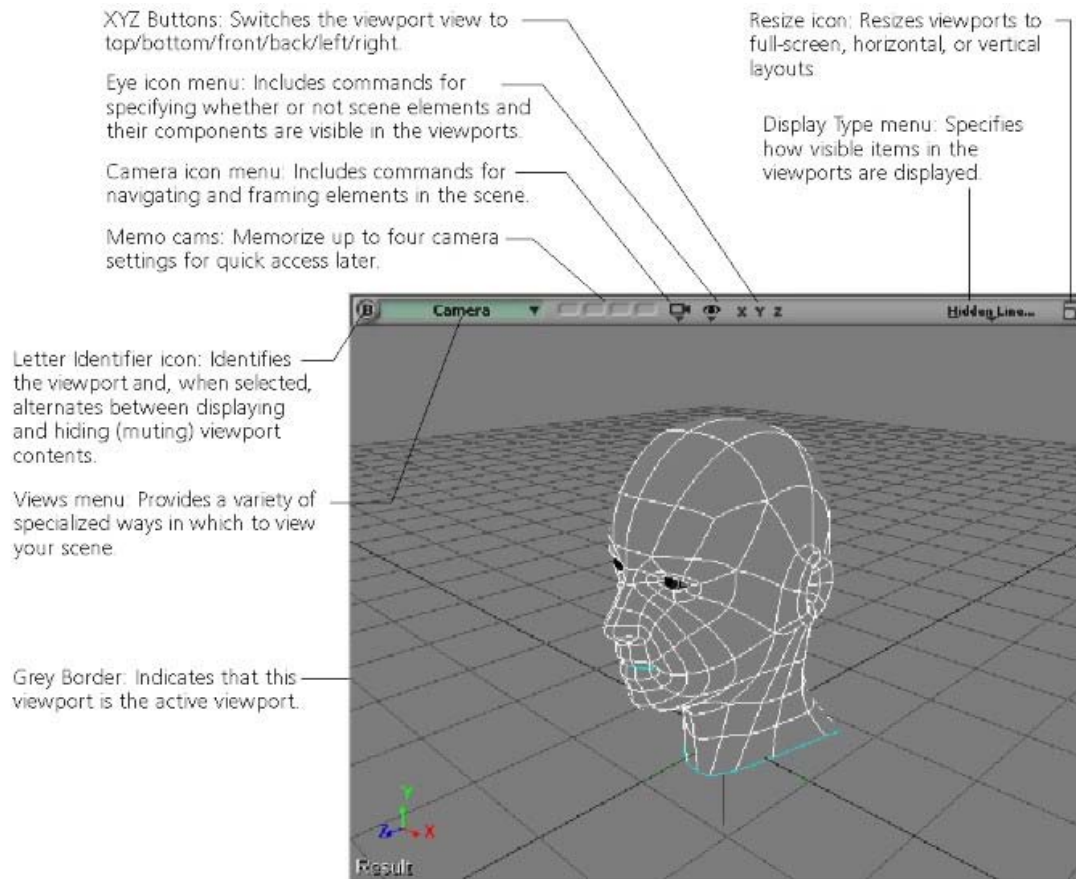 XYZ Buttons: Switches the viewport view to
top/bottom/front/back/left/right.
Eye icon menu: Includes commands for
specifying whether or not scene elements and
their components are visible in the viewports.
Camera icon menu: Includes commands for
navigating and framing elements in the scene.
Memo cams: Memorize up to four camera
settings for quick access later.
Resize icon: Resizes viewports to
full-screen, horizontal, or vertical
layouts
Display Type menu: Specifies
how visible items in the
viewports are displayed.
B Camera X Y Z Hidden Line...
Letter Identifier icon: Identifies
the viewport and, when selected,
alternates between displaying
and hiding (muting) viewport
contents.
Views menu: Provides a variety of
specialized ways in which to view
your scene.
Grey Border: Indicates that this
viewport is the active viewport.
Y
Z X
Result